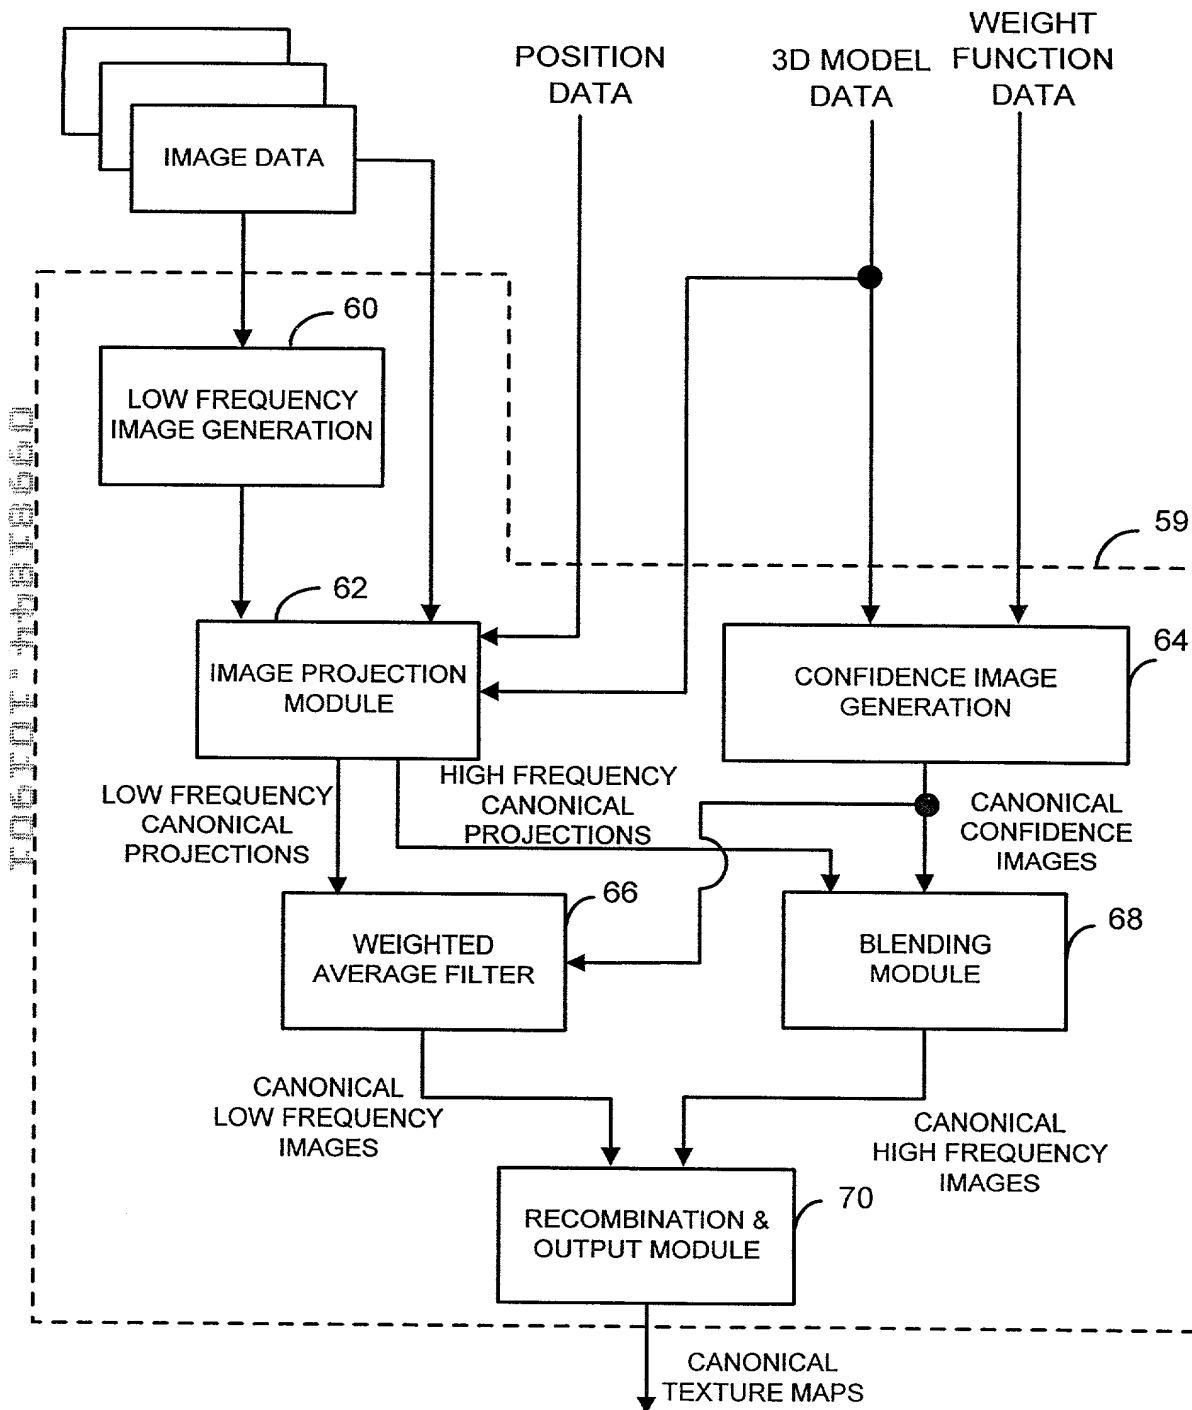 POSITION
DATA
3D MODEL
DATA
WEIGHT
FUNCTION
DATA
IMAGE DATA
60
LOW FREQUENCY
IMAGE GENERATION
59
62
IMAGE PROJECTION
MODULE
64
CONFIDENCE IMAGE
GENERATION
LOW FREQUENCY
CANONICAL
PROJECTIONS
HIGH FREQUENCY
CANONICAL
PROJECTIONS
CANONICAL
CONFIDENCE
IMAGES
66
WEIGHTED
AVERAGE FILTER
68
BLENDING
MODULE
CANONICAL
LOW FREQUENCY
IMAGES
CANONICAL
HIGH FREQUENCY
IMAGES
70
RECOMBINATION &
OUTPUT MODULE
CANONICAL
TEXTURE MAPS